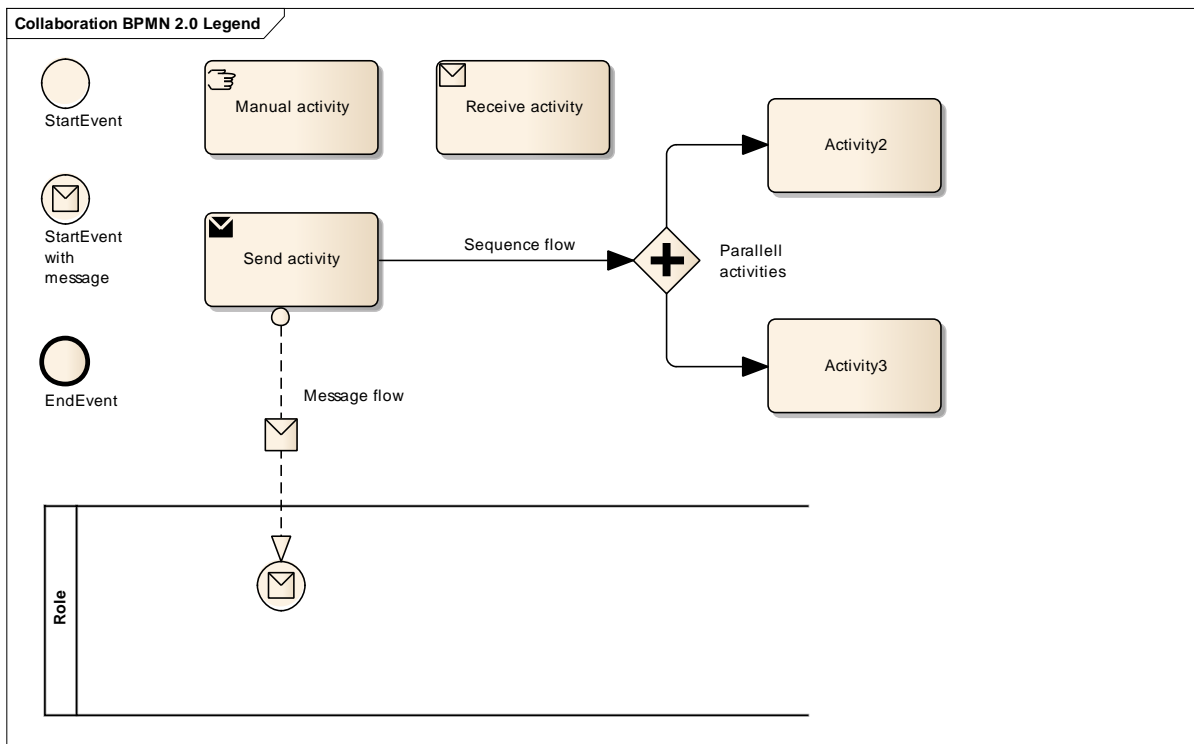 Collaboration BPMN 2.0 Legend
StartEvent
Manual activity
Receive activity
Activity2
StartEvent
with
message
Send activity
Sequence flow
Parallell
activities
EndEvent
Message flow
Activity3
Role